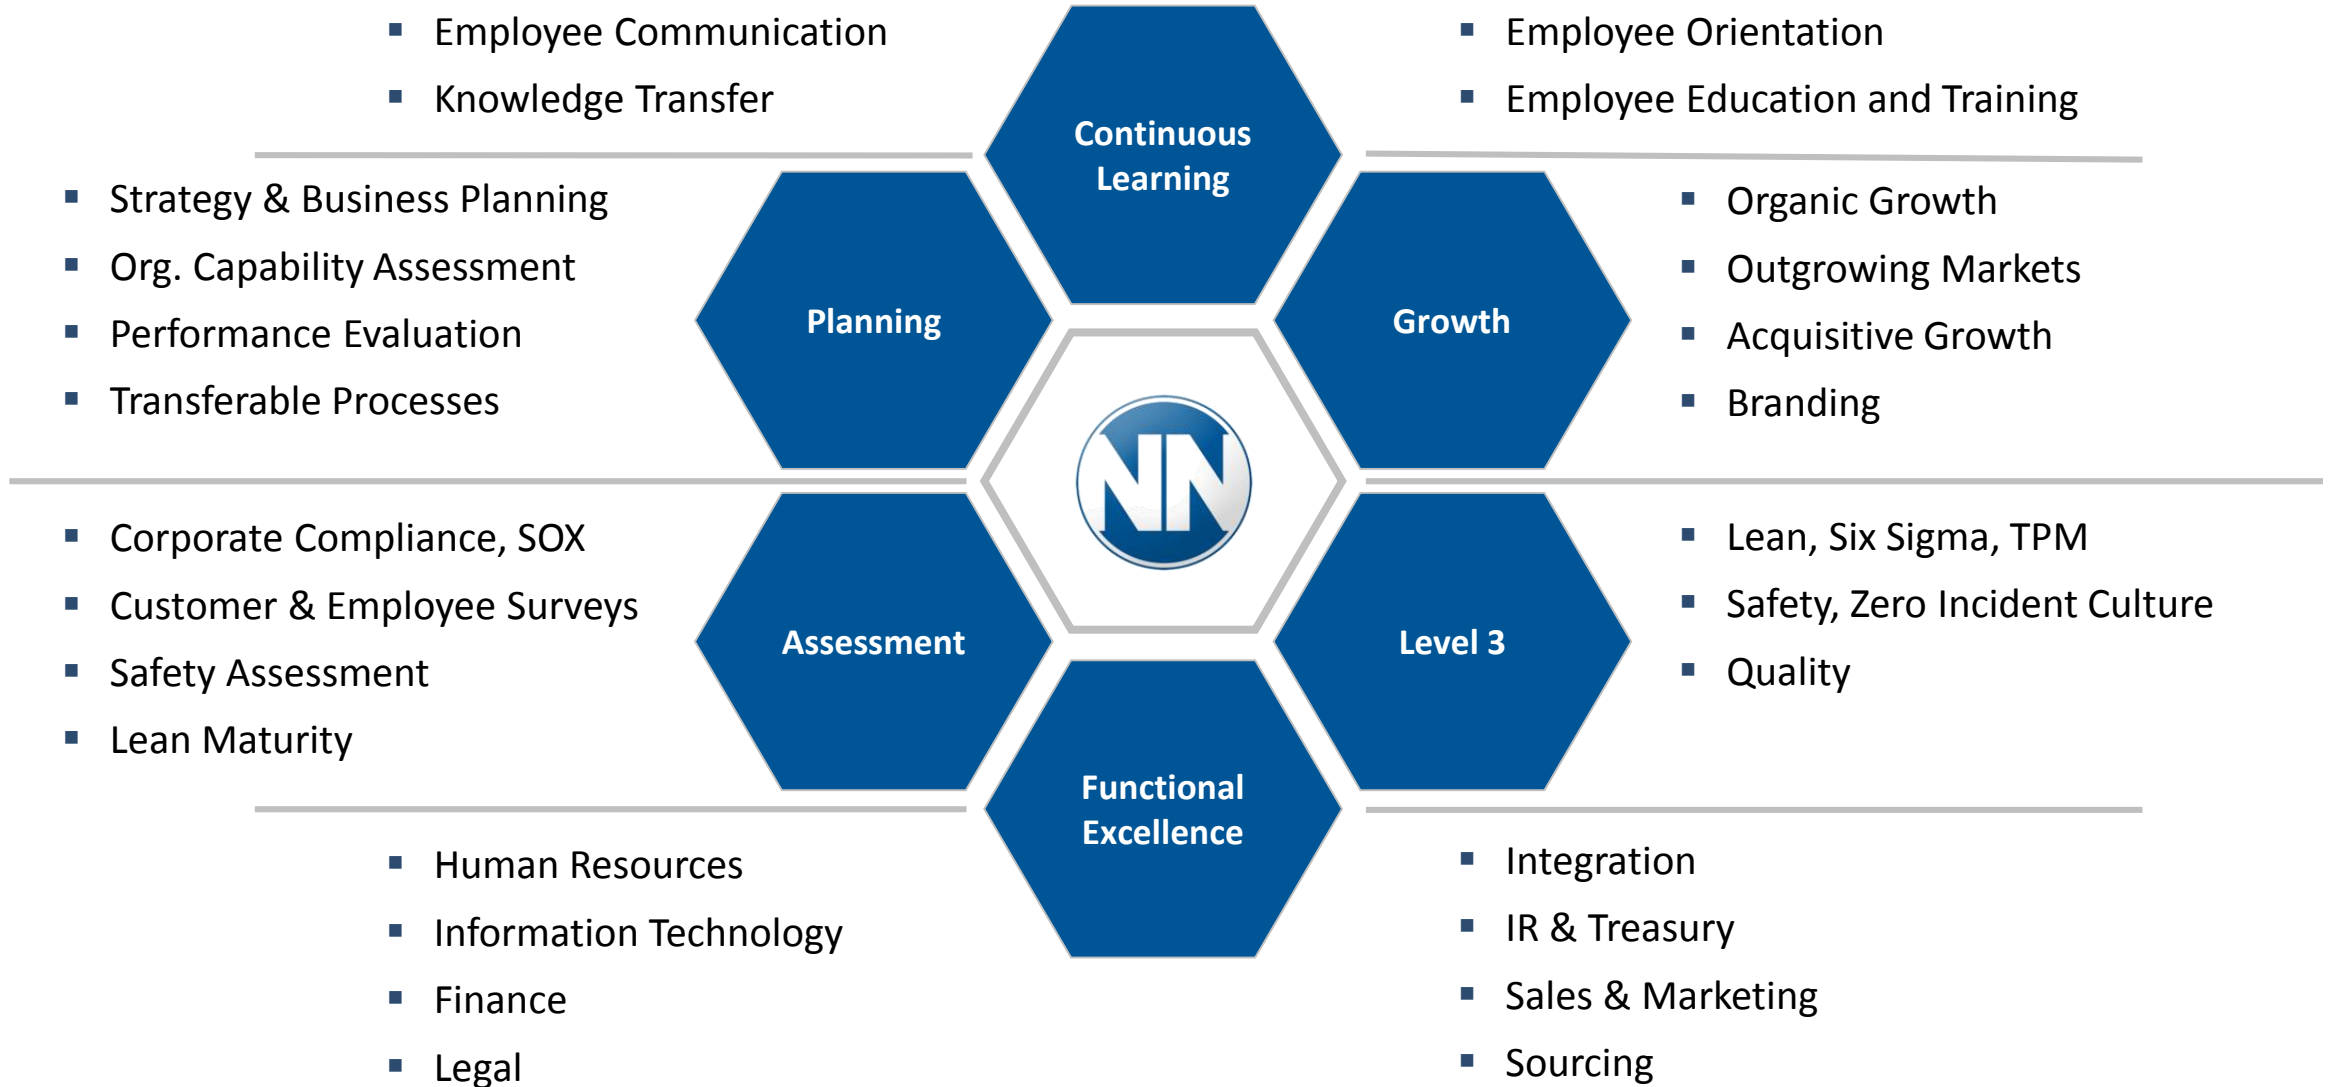 Employee Communication
Knowledge Transfer
Continuous
Learning
Employee Orientation
Employee Education and Training
Strategy & Business Planning
Org. Capability Assessment
Performance Evaluation
Transferable Processes
Planning
Growth
Organic Growth
Outgrowing Markets
Acquisitive Growth
Branding
NN
Corporate Compliance, SOX
Customer & Employee Surveys
Safety Assessment
Lean Maturity
Assessment
Level 3
Lean, Six Sigma, TPM
Safety, Zero Incident Culture
Quality
Functional
Excellence
Human Resources
Information Technology
Finance
Legal
Integration
IR & Treasury
Sales & Marketing
Sourcing